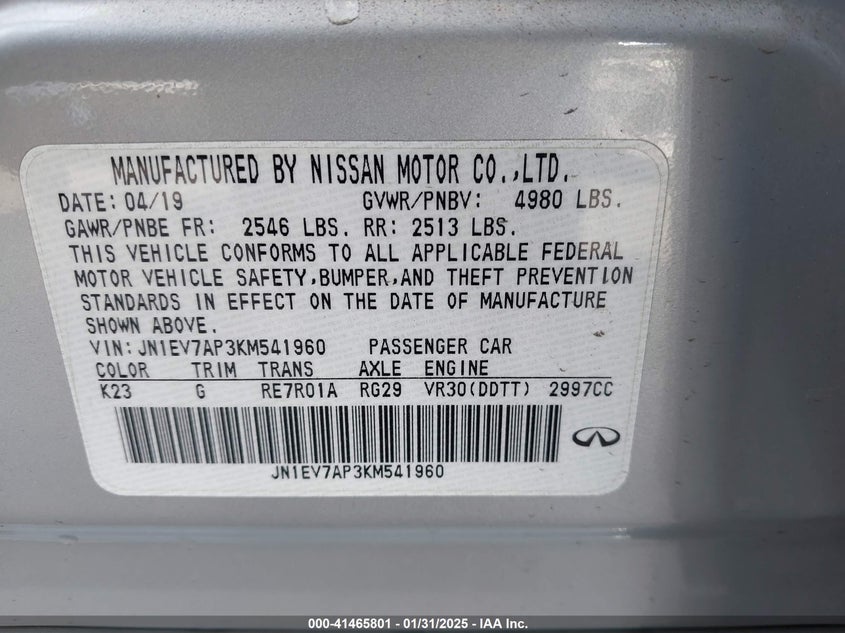 MANUFACTURED BY NISSAN MOTOR CO.,LTD.
DATE: 04/19 GVWR/PNBV: 4980 LBS.
GAWR/PNBE FR: 2546 LBS. RR: 2513 LBS.
THIS VEHICLE CONFORMS TO ALL APPLICABLE FEDERAL
MOTOR VEHICLE SAFETY,BUMPER,AND THEFT PREVENTION
STANDARDS IN EFFECT ON THE DATE OF MANUFACTURE
SHOWN ABOVE.
VIN: JN1EV7AP3KM541960 PASSENGER CAR
COLOR TRIM TRANS AXLE ENGINE
K23 G RE7R01A RG29 VR30(DDTT) 2997CC
JN1EV7AP3KM541960
000-41465801 - 01/31/2025 - IAA Inc.